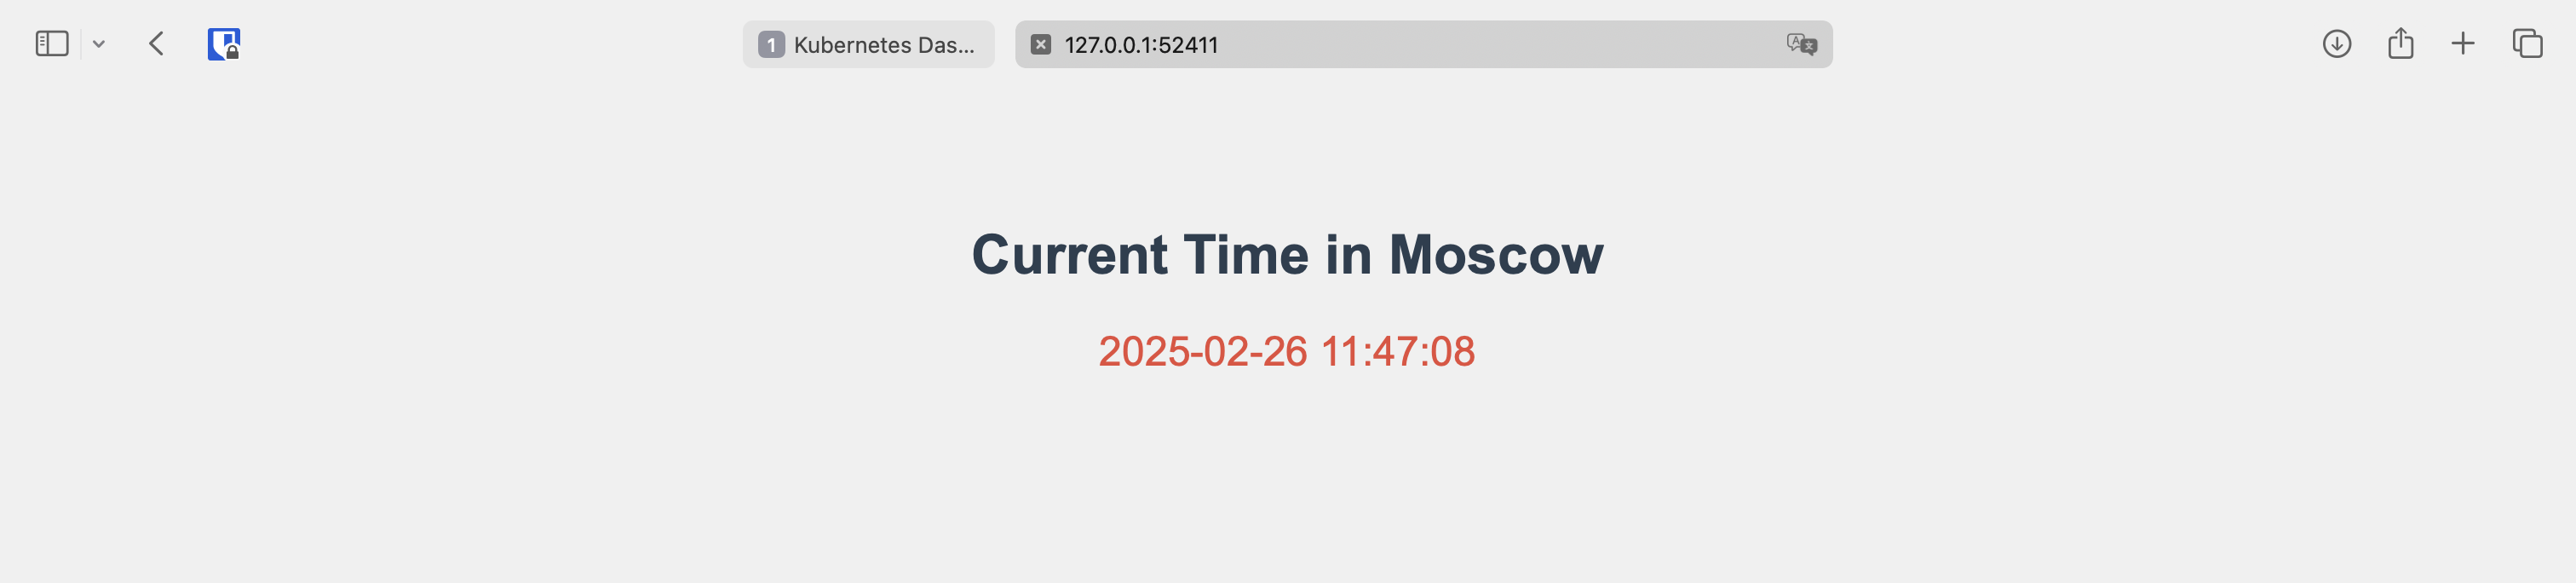 1 Kubernetes Das...
127.0.0.1:52411
Current Time in Moscow
2025-02-26 11:47:08